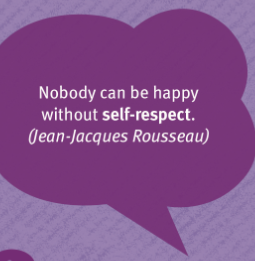 Nobody can be happy
without self-respect.
(Jean-Jacques Rousseau)